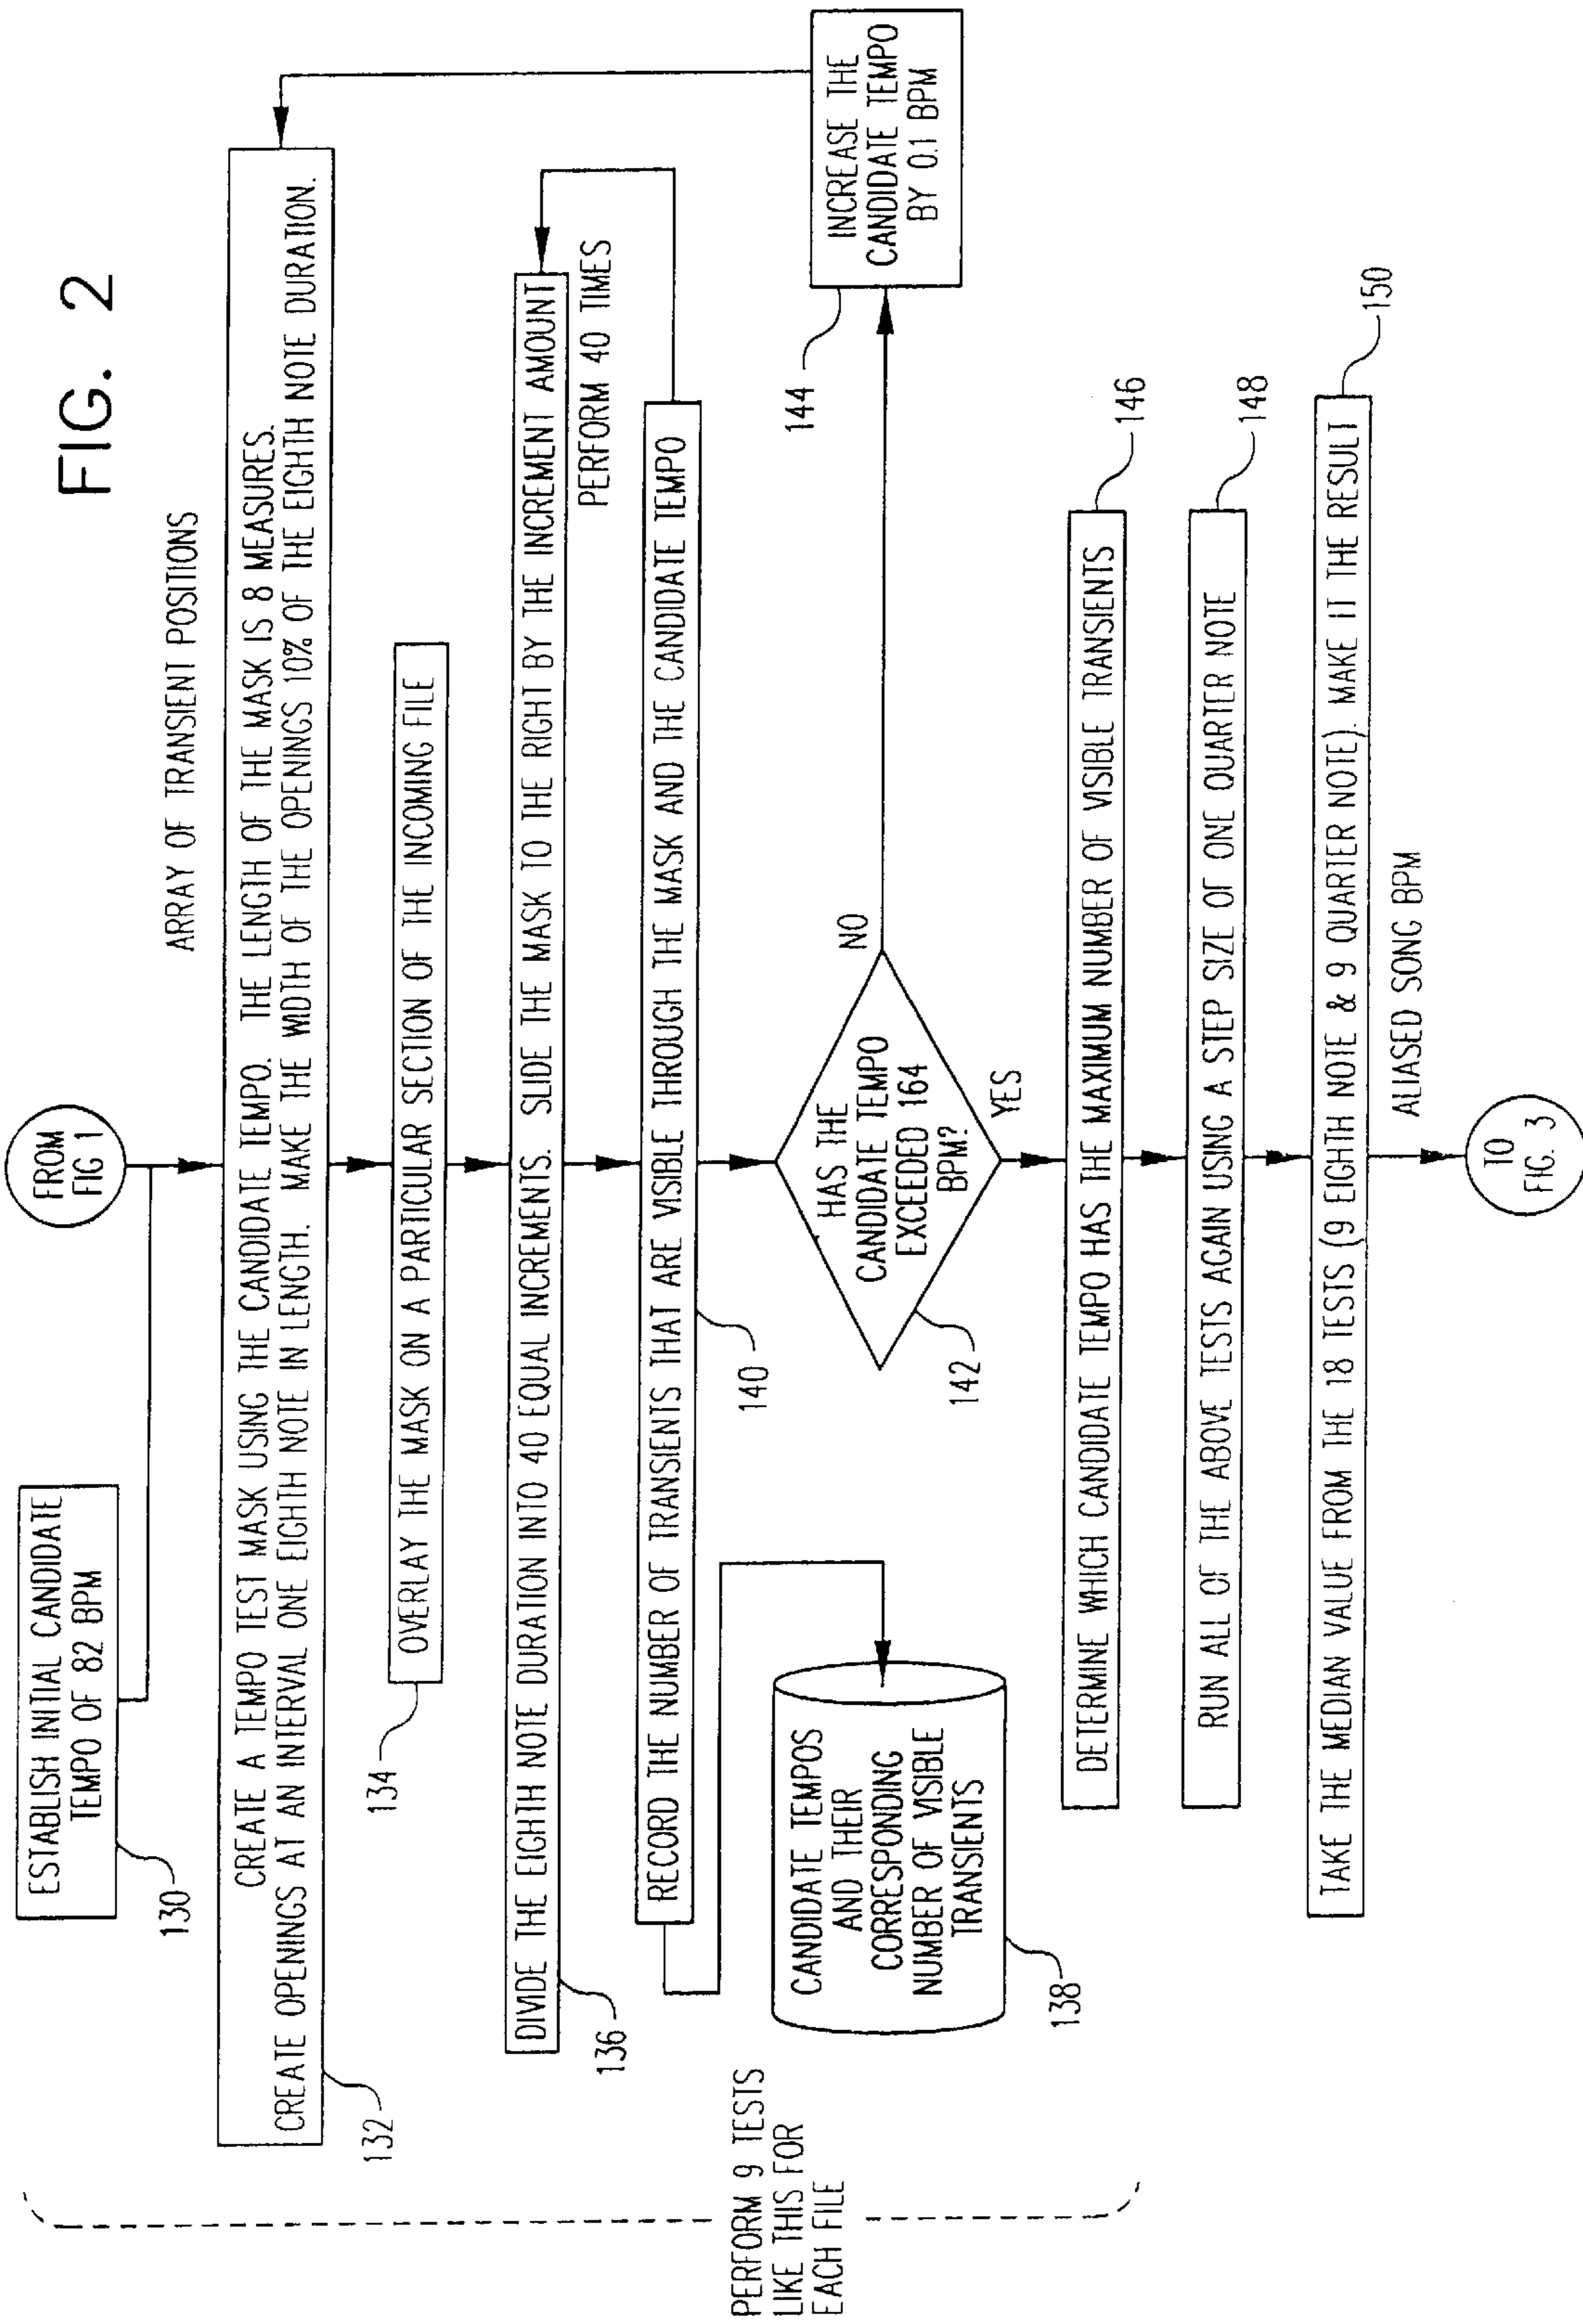 FIG. 2
FROM
FIG 1
ESTABLISH INITIAL CANDIDATE
TEMPO OF 82 BPM
130
ARRAY OF TRANSIENT POSITIONS
CREATE A TEMPO TEST MASK USING THE CANDIDATE TEMPO. THE LENGTH OF THE MASK IS 8 MEASURES.
CREATE OPENINGS AT AN INTERVAL ONE EIGHTH NOTE IN LENGTH. MAKE THE WIDTH OF THE OPENINGS 10% OF THE EIGHTH NOTE DURATION.
132
OVERLAY THE MASK ON A PARTICULAR SECTION OF THE INCOMING FILE
134
DIVIDE THE EIGHTH NOTE DURATION INTO 40 EQUAL INCREMENTS. SLIDE THE MASK TO THE RIGHT BY THE INCREMENT AMOUNT
136
PERFORM 40 TIMES
RECORD THE NUMBER OF TRANSIENTS THAT ARE VISIBLE THROUGH THE MASK AND THE CANDIDATE TEMPO
140
CANDIDATE TEMPOS
AND THEIR
CORRESPONDING
NUMBER OF VISIBLE
TRANSIENTS
138
HAS THE
CANDIDATE TEMPO
EXCEEDED 164
BPM?
142
NO
YES
INCREASE THE
CANDIDATE TEMPO
BY 0.1 BPM
144
PERFORM 9 TESTS
LIKE THIS FOR
EACH FILE
DETERMINE WHICH CANDIDATE TEMPO HAS THE MAXIMUM NUMBER OF VISIBLE TRANSIENTS
146
RUN ALL OF THE ABOVE TESTS AGAIN USING A STEP SIZE OF ONE QUARTER NOTE
148
TAKE THE MEDIAN VALUE FROM THE 18 TESTS (9 EIGHTH NOTE & 9 QUARTER NOTE). MAKE IT THE RESULT
150
ALIASED SONG BPM
TO
FIG. 3